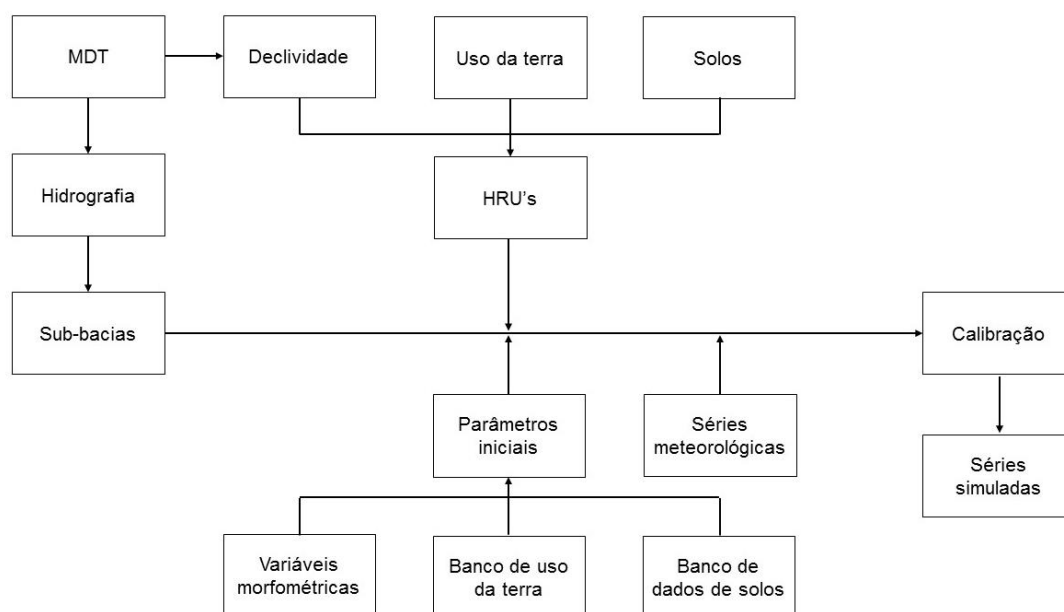 MDT
Declividade
Uso da terra
Solos
Hidrografia
HRU's
Sub-bacias
Calibração
Parâmetros
iniciais
Séries
meteorológicas
Séries
simuladas
Variáveis
morfométricas
Banco de uso
da terra
Banco de
dados de solos